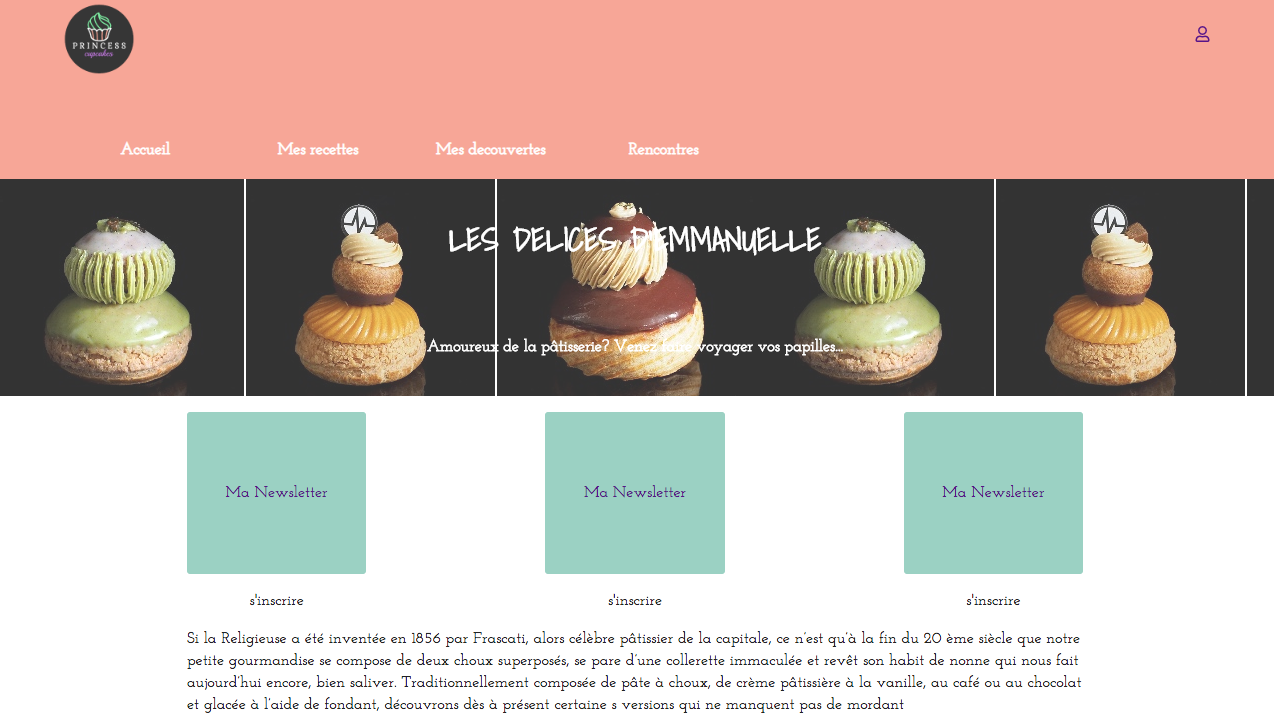 PRINCESS
cupcakes
Accueil Mes recettes Mes decouvertes Rencontres
LES DELICES D'EMMANUELLE
Amoureux de la pâtisserie? Venez faire voyager vos papilles...
Ma Newsletter Ma Newsletter Ma Newsletter
s'inscrire s'inscrire s'inscrire
Si la Religieuse a été inventée en 1856 par Frascati, alors célèbre pâtissier de la capitale, ce n’est qu’à la fin du 20 ème siècle que notre
petite gourmandise se compose de deux choux superposés, se pare d’une collerette immaculée et revêt son habit de nonne qui nous fait
aujourd’hui encore, bien saliver. Traditionnellement composée de pâte à choux, de crème pâtissière à la vanille, au café ou au chocolat
et glacée à l’aide de fondant, découvrons dès à présent certaine s versions qui ne manquent pas de mordant